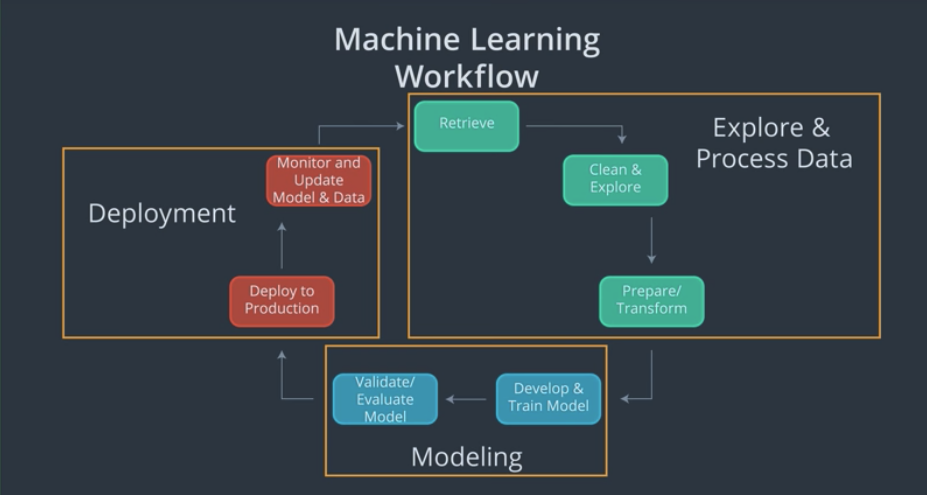 Machine Learning
Workflow
Retrieve
Explore &
Process Data
Clean &
Explore
Prepare/
Transform
Develop &
Train Model
Validate/
Evaluate
Model
Modeling
Deploy to
Production
Monitor and
Update
Model & Data
Deployment